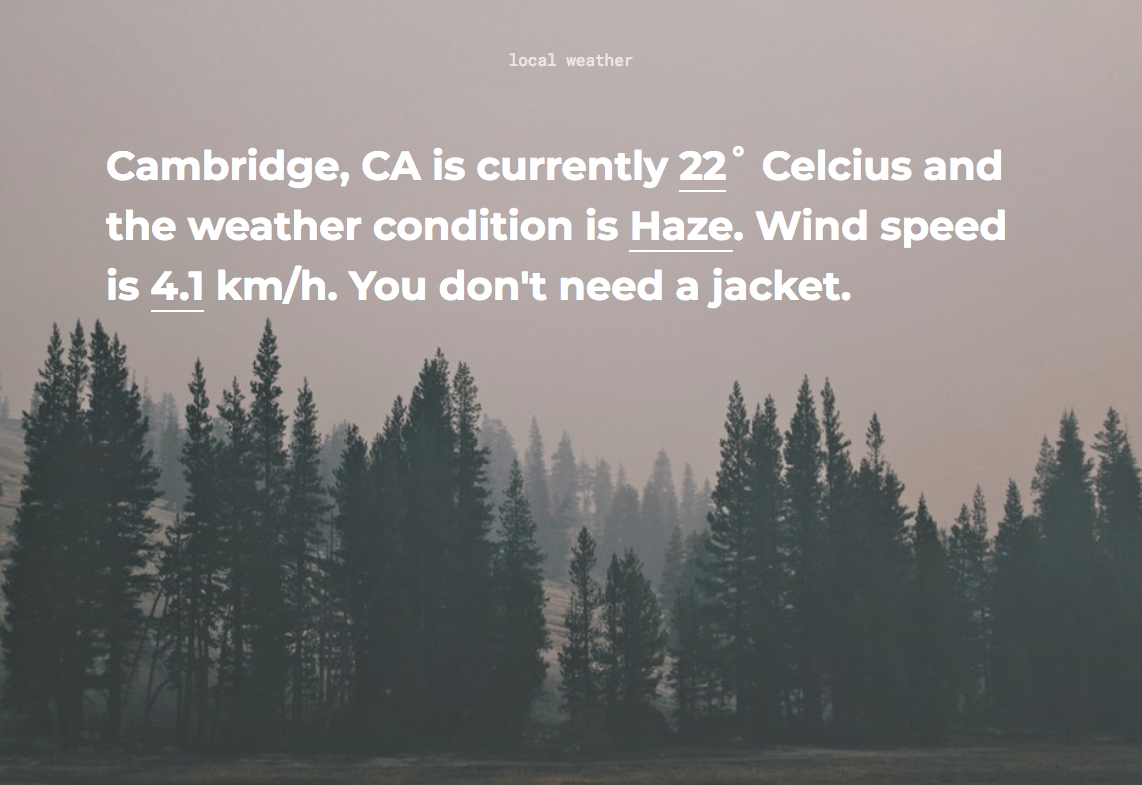 local weather
Cambridge, CA is currently 22° Celcius and
the weather condition is Haze. Wind speed
is 4.1 km/h. You don't need a jacket.